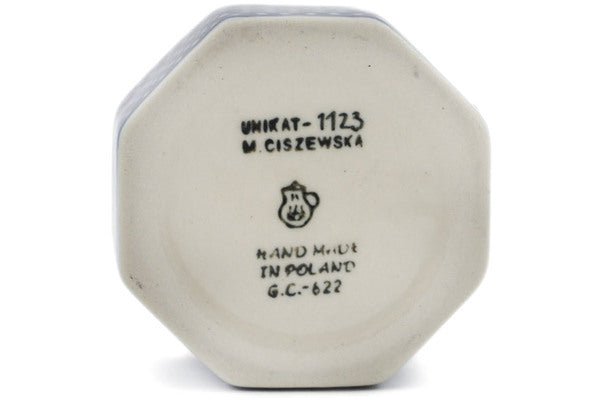 UNIKAT-1123
M.CISZEWSKA
HAND MADE
IN POLAND
G.C.-622